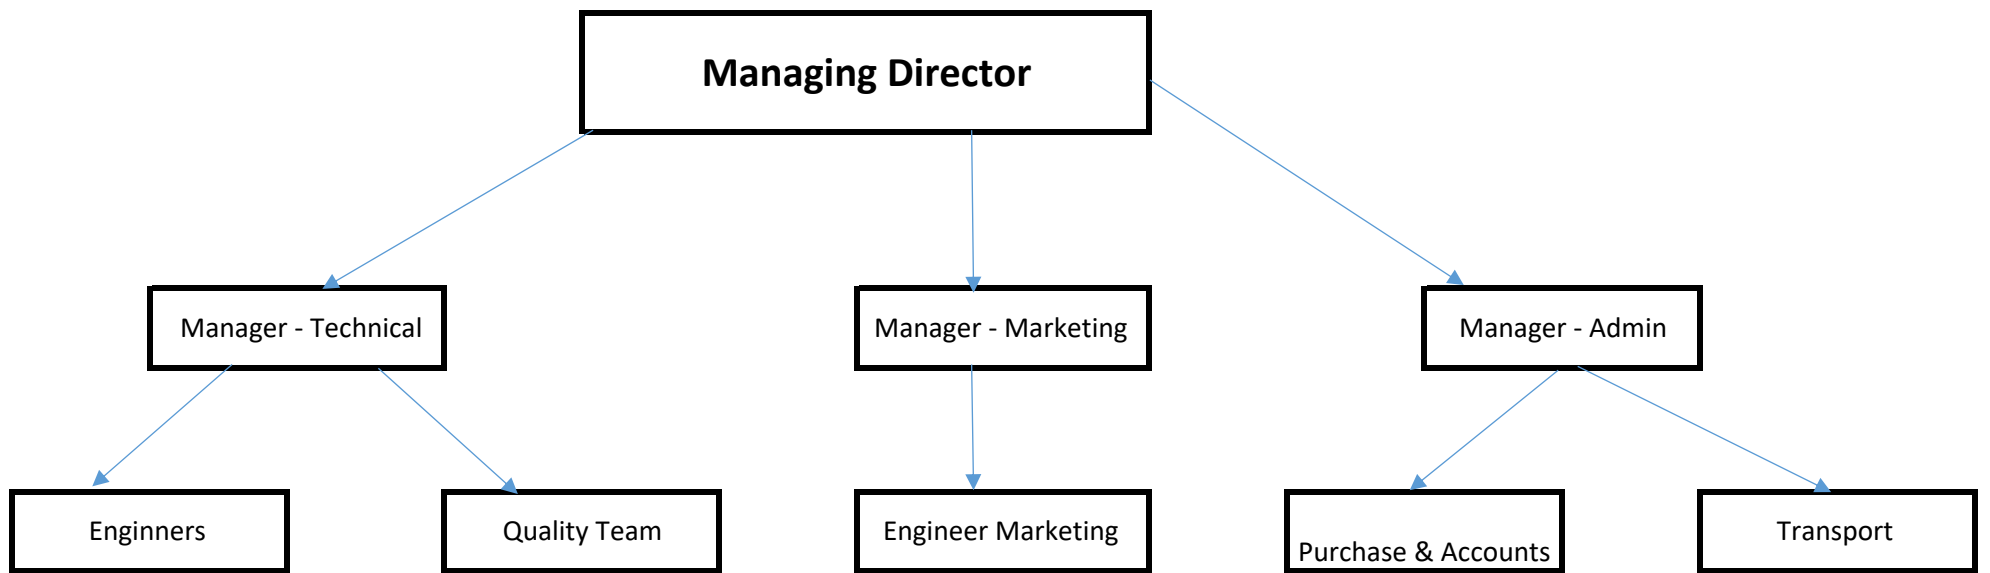 Managing Director
Manager - Technical
Manager - Marketing
Manager - Admin
Enginners
Quality Team
Engineer Marketing
Purchase & Accounts
Transport